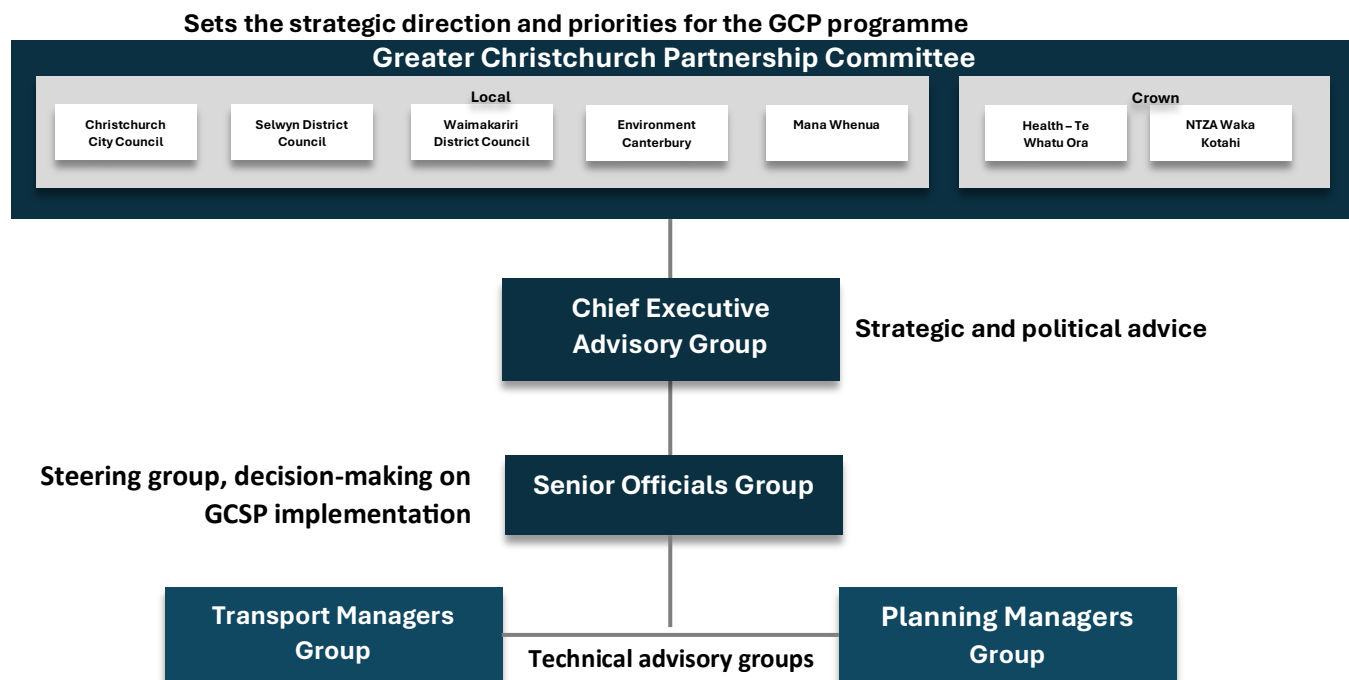 Sets the strategic direction and priorities for the GCP programme
Greater Christchurch Partnership Committee
Local
Christchurch
City Council
Selwyn District
Council
Waimakariri
District Council
Environment
Canterbury
Mana Whenua
Crown
Health – Te
Whatu Ora
NTZA Waka
Kotahi
Chief Executive
Advisory Group
Strategic and political advice
Steering group, decision-making on
GCSP implementation
Senior Officials Group
Transport Managers
Group
Technical advisory groups
Planning Managers
Group